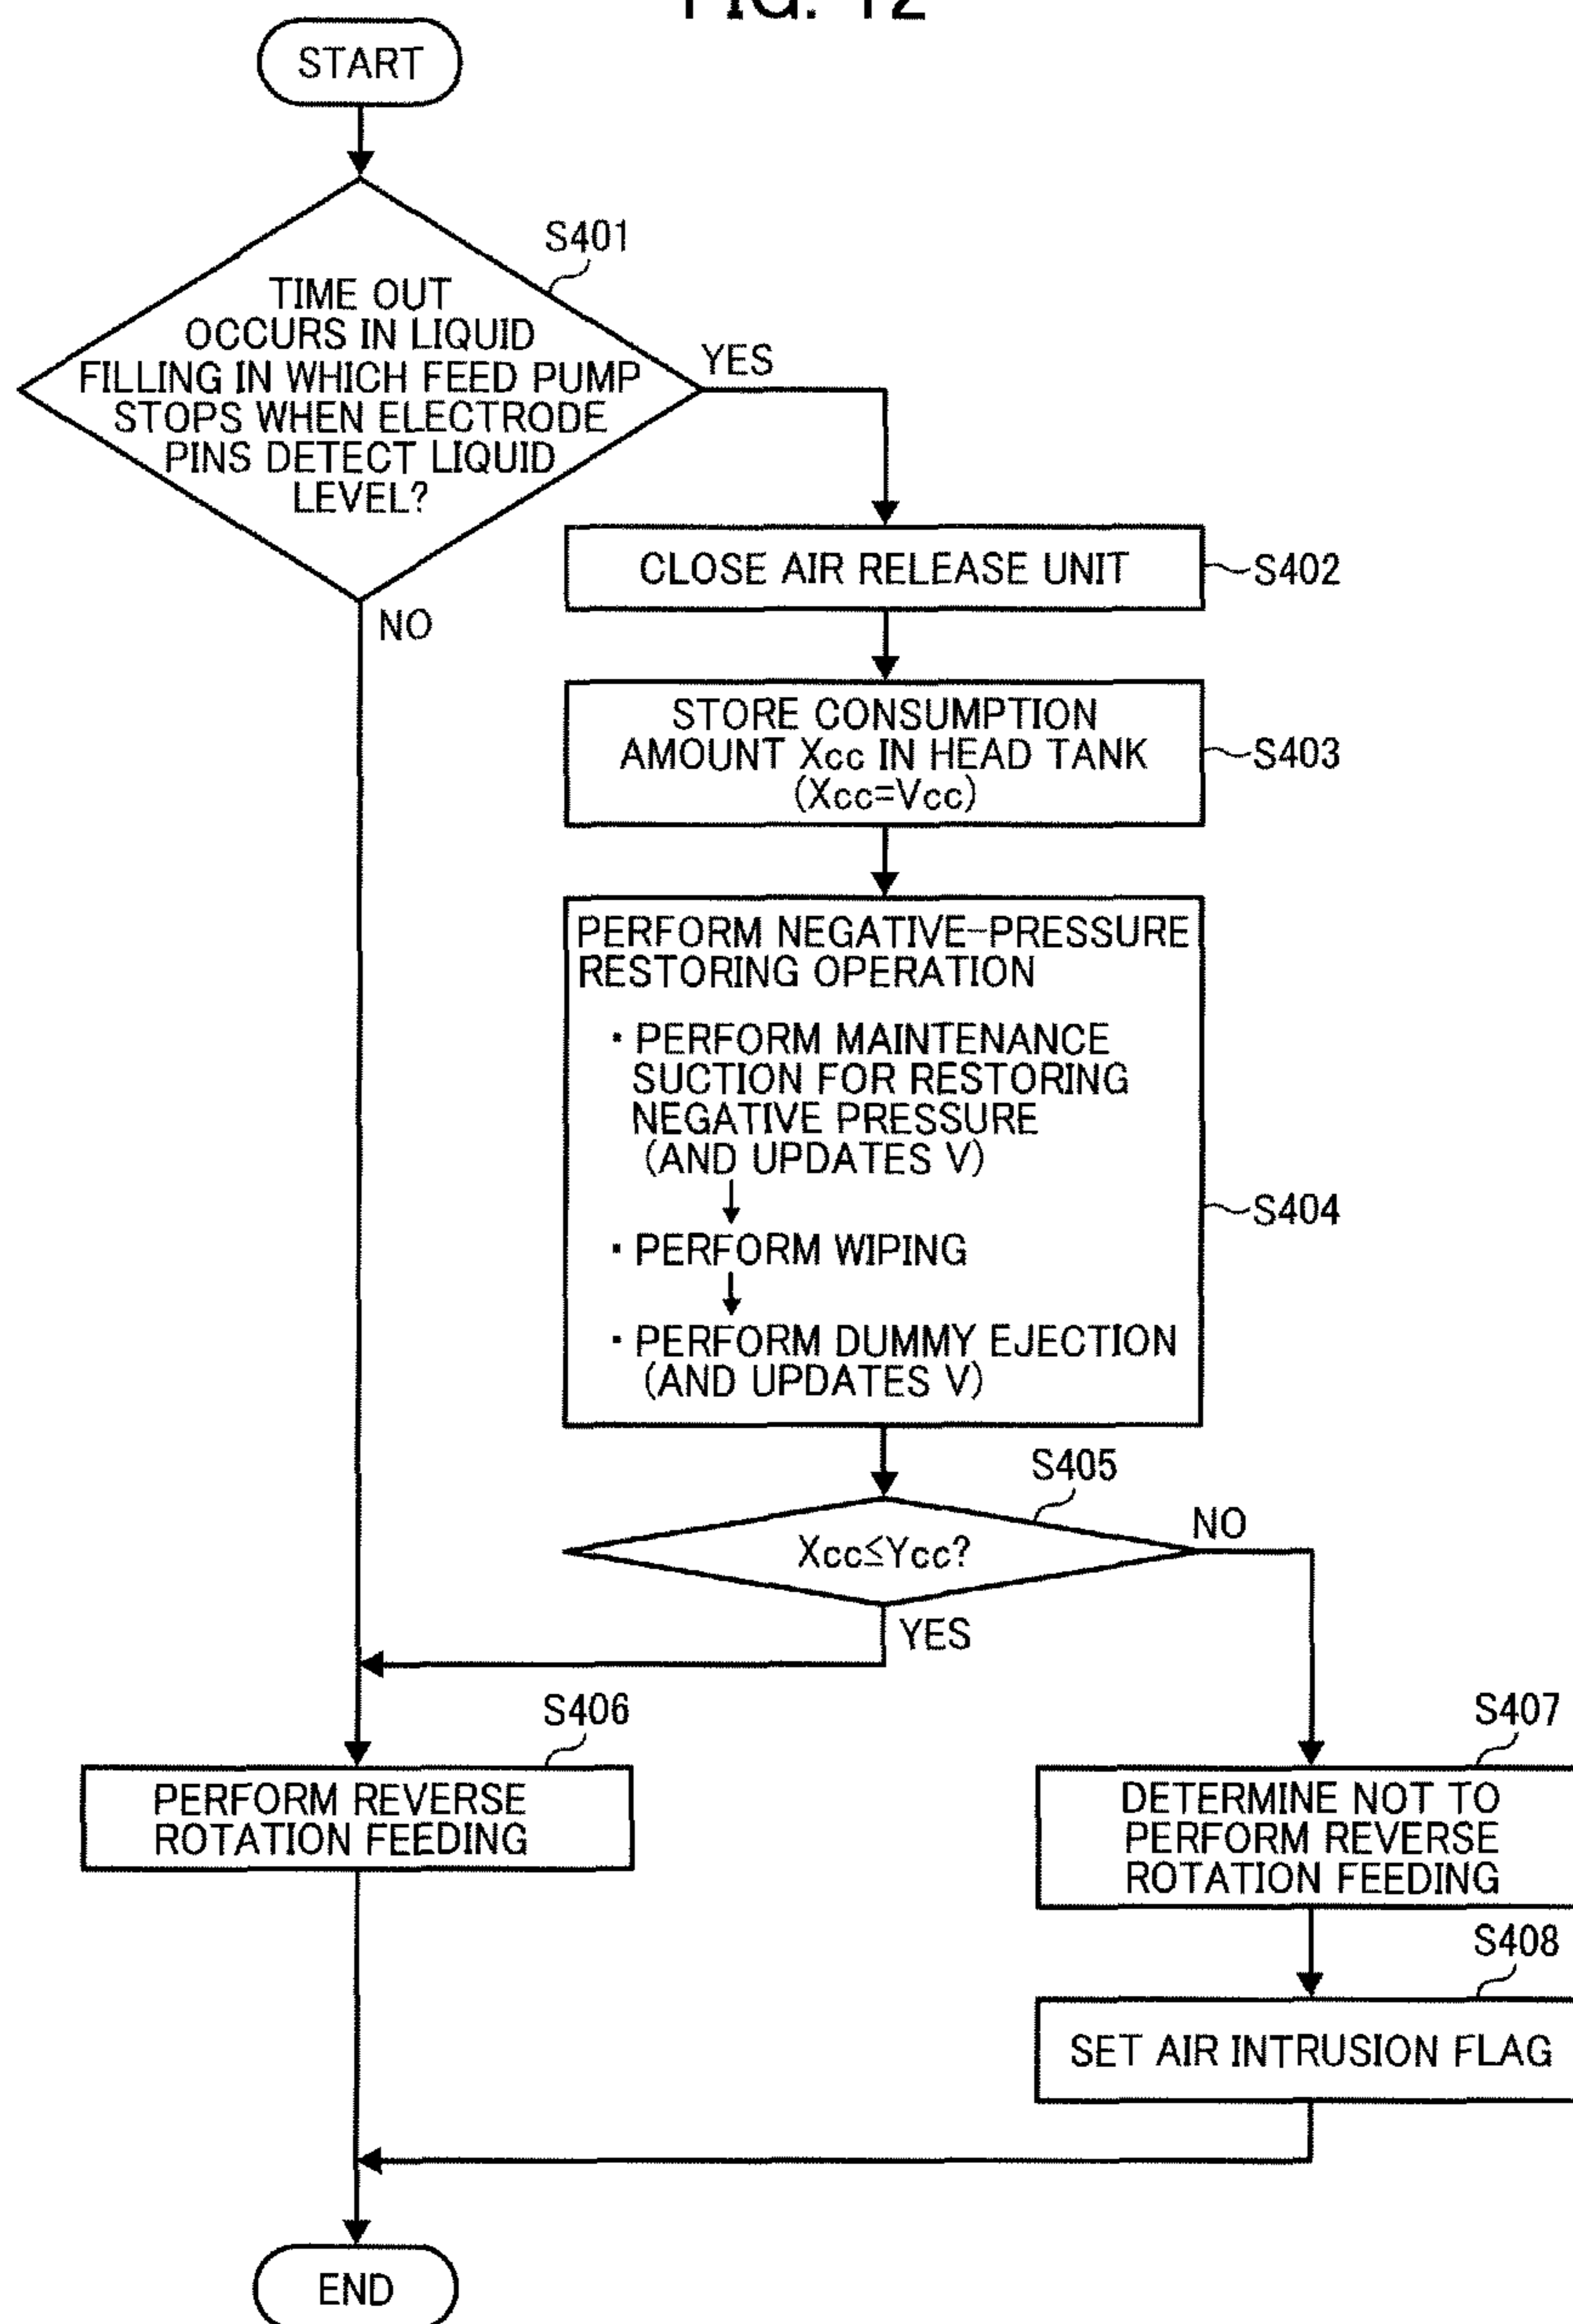 FIG. 12
START
S401
TIME OUT
OCCURS IN LIQUID
FILLING IN WHICH FEED PUMP
STOPS WHEN ELECTRODE
PINS DETECT LIQUID
LEVEL?
YES
NO
CLOSE AIR RELEASE UNIT
S402
STORE CONSUMPTION
AMOUNT Xcc IN HEAD TANK
(Xcc=Vcc)
S403
PERFORM NEGATIVE-PRESSURE
RESTORING OPERATION
・PERFORM MAINTENANCE
SUCTION FOR RESTORING
NEGATIVE PRESSURE
(AND UPDATES V)
・PERFORM WIPING
・PERFORM DUMMY EJECTION
(AND UPDATES V)
S404
S405
Xcc≤Ycc?
NO
YES
S406
PERFORM REVERSE
ROTATION FEEDING
S407
DETERMINE NOT TO
PERFORM REVERSE
ROTATION FEEDING
S408
SET AIR INTRUSION FLAG
END